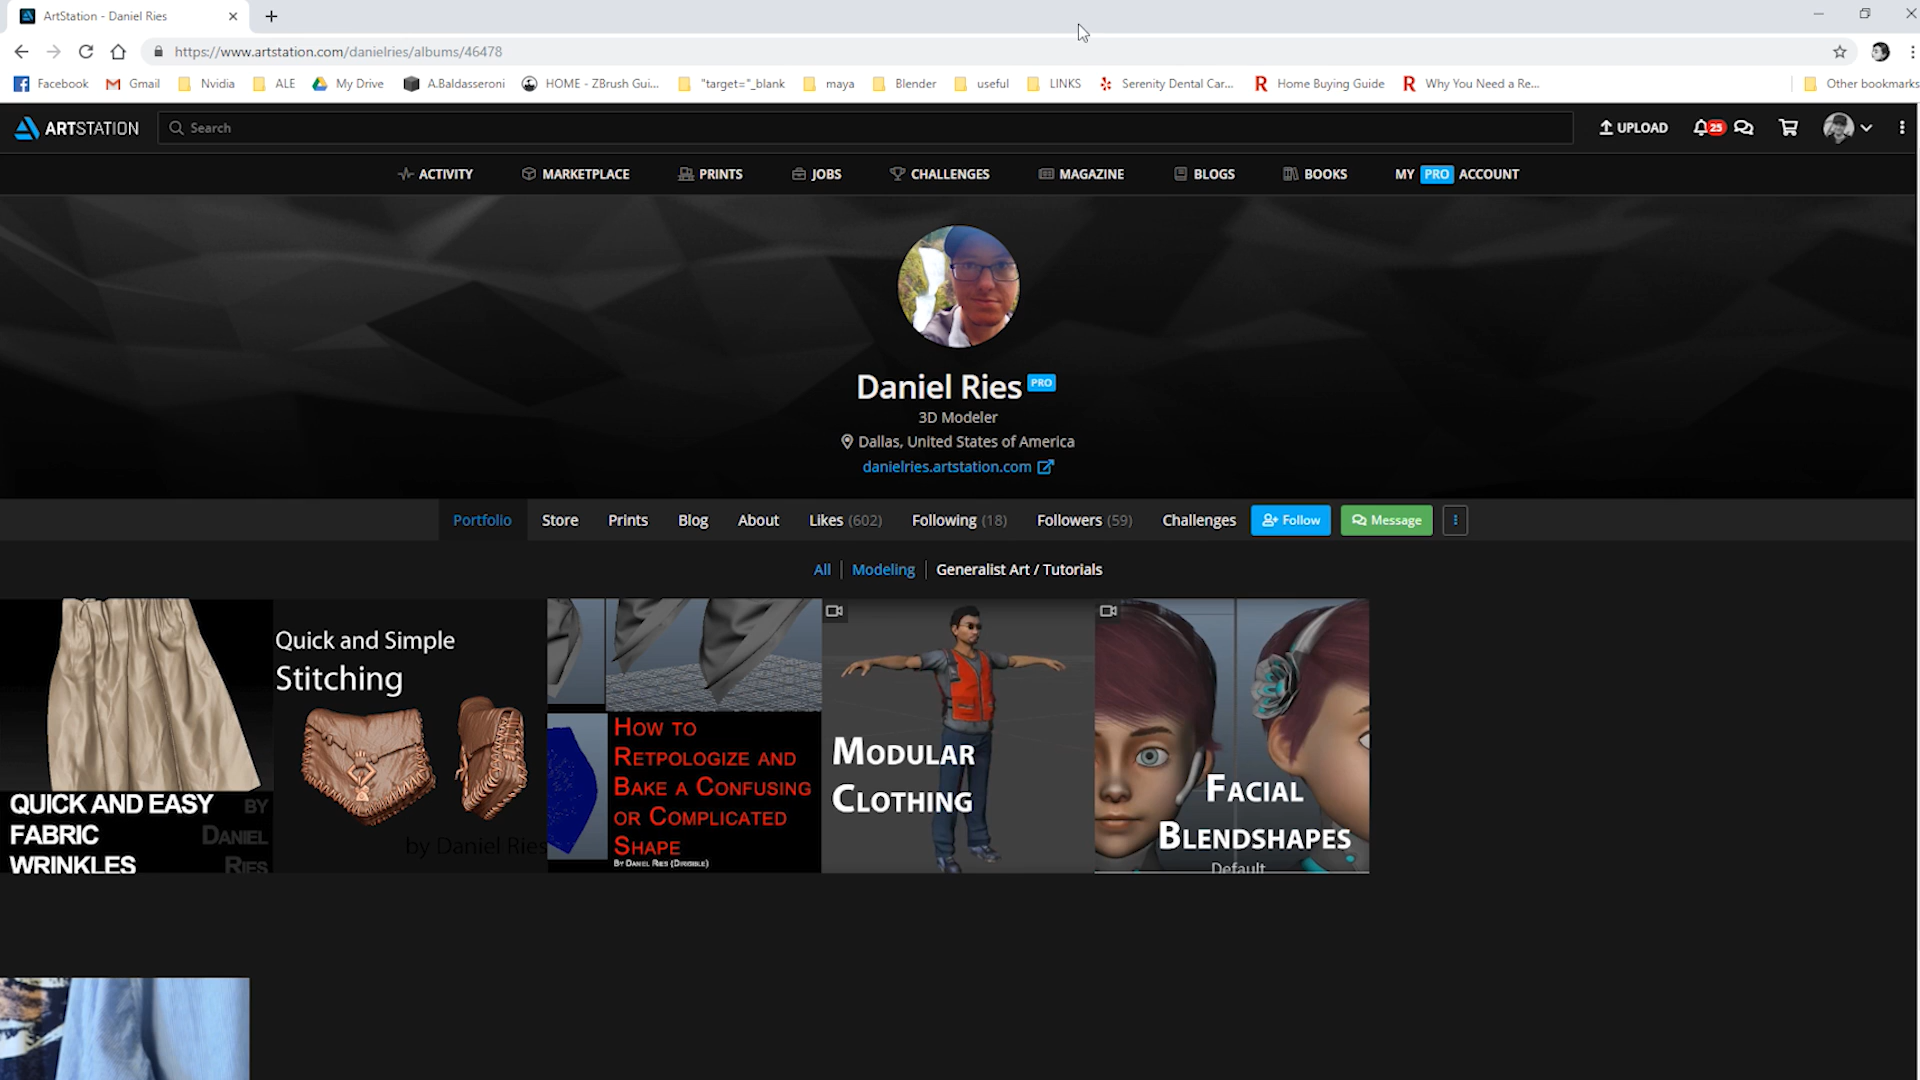 ArtStation - Daniel Ries
https://www.artstation.com/danielries/albums/46478
Facebook Gmail Nvidia ALE My Drive A.Baldasseroni HOME - ZBrush Gui... "target="_blank maya Blender useful LINKS Serenity Dental Car... Home Buying Guide Why You Need a Re... Other bookmarks
ARTSTATION Search UPLOAD 25
ACTIVITY MARKETPLACE PRINTS JOBS CHALLENGES MAGAZINE BLOGS BOOKS MY PRO ACCOUNT
Daniel Ries PRO
3D Modeler
Dallas, United States of America
danielries.artstation.com
Portfolio Store Prints Blog About Likes (602) Following (18) Followers (59) Challenges Follow Message
All Modeling Generalist Art / Tutorials
QUICK AND EASY
FABRIC
WRINKLES
BY
DANIEL
RIES
Quick and Simple
Stitching
by Daniel Ries
HOW TO
RETPOLOGIZE AND
BAKE A CONFUSING
OR COMPLICATED
SHAPE
BY DANIEL RIES (DIRIGIBLE)
MODULAR
CLOTHING
FACIAL
BLENDSHAPES
Default